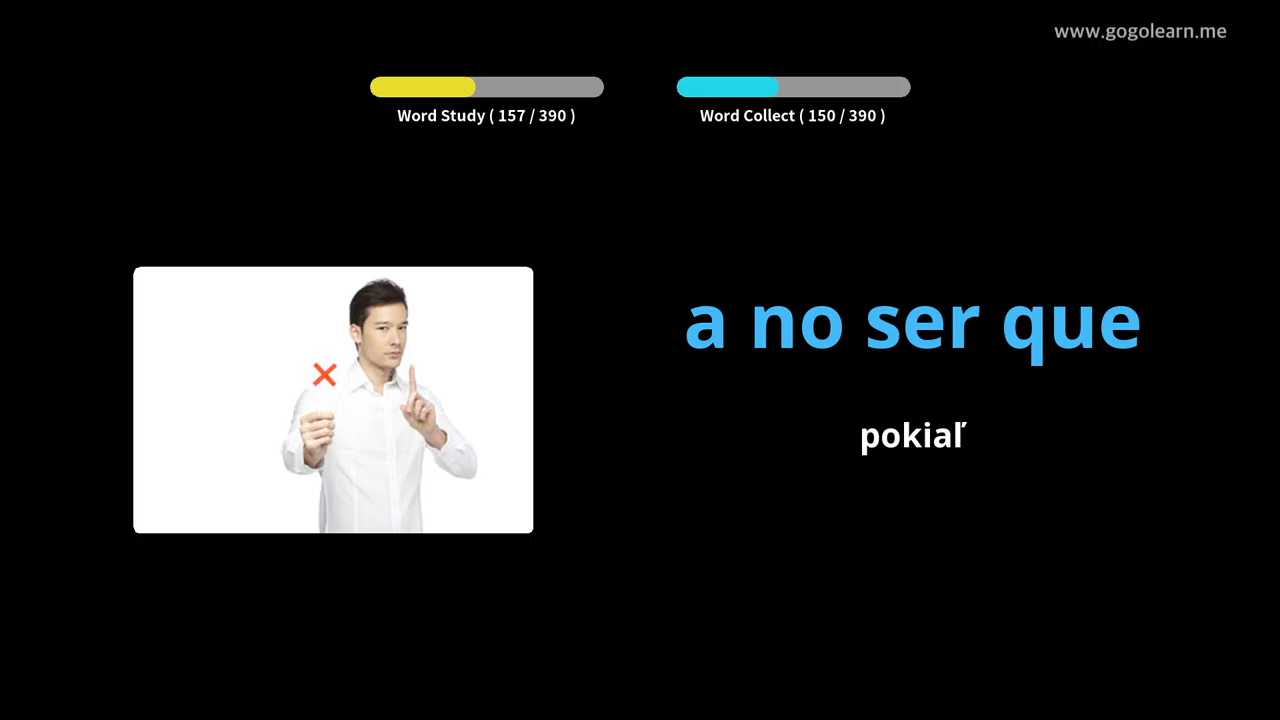 www.gogolearn.me
Word Study ( 157 / 390 )
Word Collect ( 150 / 390 )
a no ser que
pokiaľ